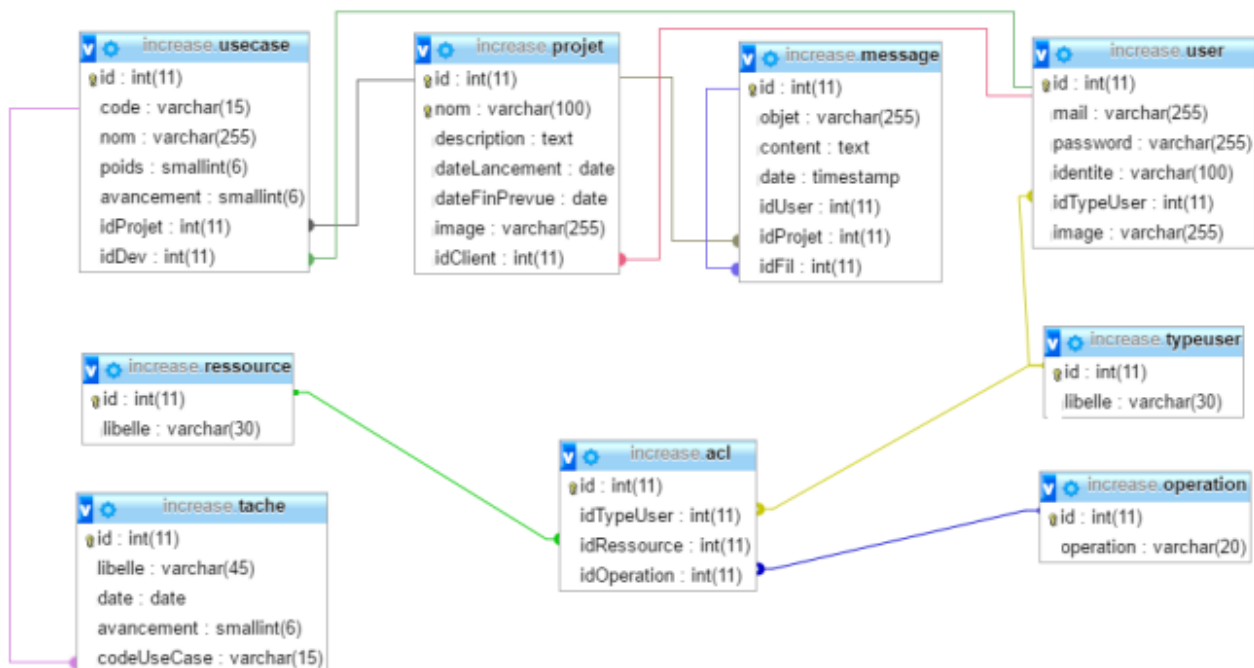 v increase.usecase
id : int(11)
code : varchar(15)
nom : varchar(255)
poids : smallint(6)
avancement : smallint(6)
idProjet : int(11)
idDev : int(11)
v increase.projet
id : int(11)
nom : varchar(100)
description : text
dateLancement : date
dateFinPrevue : date
image : varchar(255)
idClient : int(11)
v increase.message
id : int(11)
objet : varchar(255)
content : text
date : timestamp
idUser : int(11)
idProjet : int(11)
idFil : int(11)
v increase.user
id : int(11)
mail : varchar(255)
password : varchar(255)
identite : varchar(100)
idTypeUser : int(11)
image : varchar(255)
v increase.ressource
id : int(11)
libelle : varchar(30)
v increase.typeuser
id : int(11)
libelle : varchar(30)
v increase.acl
id : int(11)
idTypeUser : int(11)
idRessource : int(11)
idOperation : int(11)
v increase.operation
id : int(11)
operation : varchar(20)
v increase.tache
id : int(11)
libelle : varchar(45)
date : date
avancement : smallint(6)
codeUseCase : varchar(15)